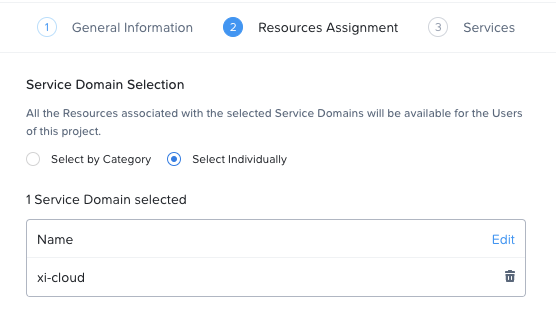 1 General Information 2 Resources Assignment 3 Services
Service Domain Selection
All the Resources associated with the selected Service Domains will be available for the Users
of this project.
Select by Category Select Individually
1 Service Domain selected
Name Edit
xi-cloud